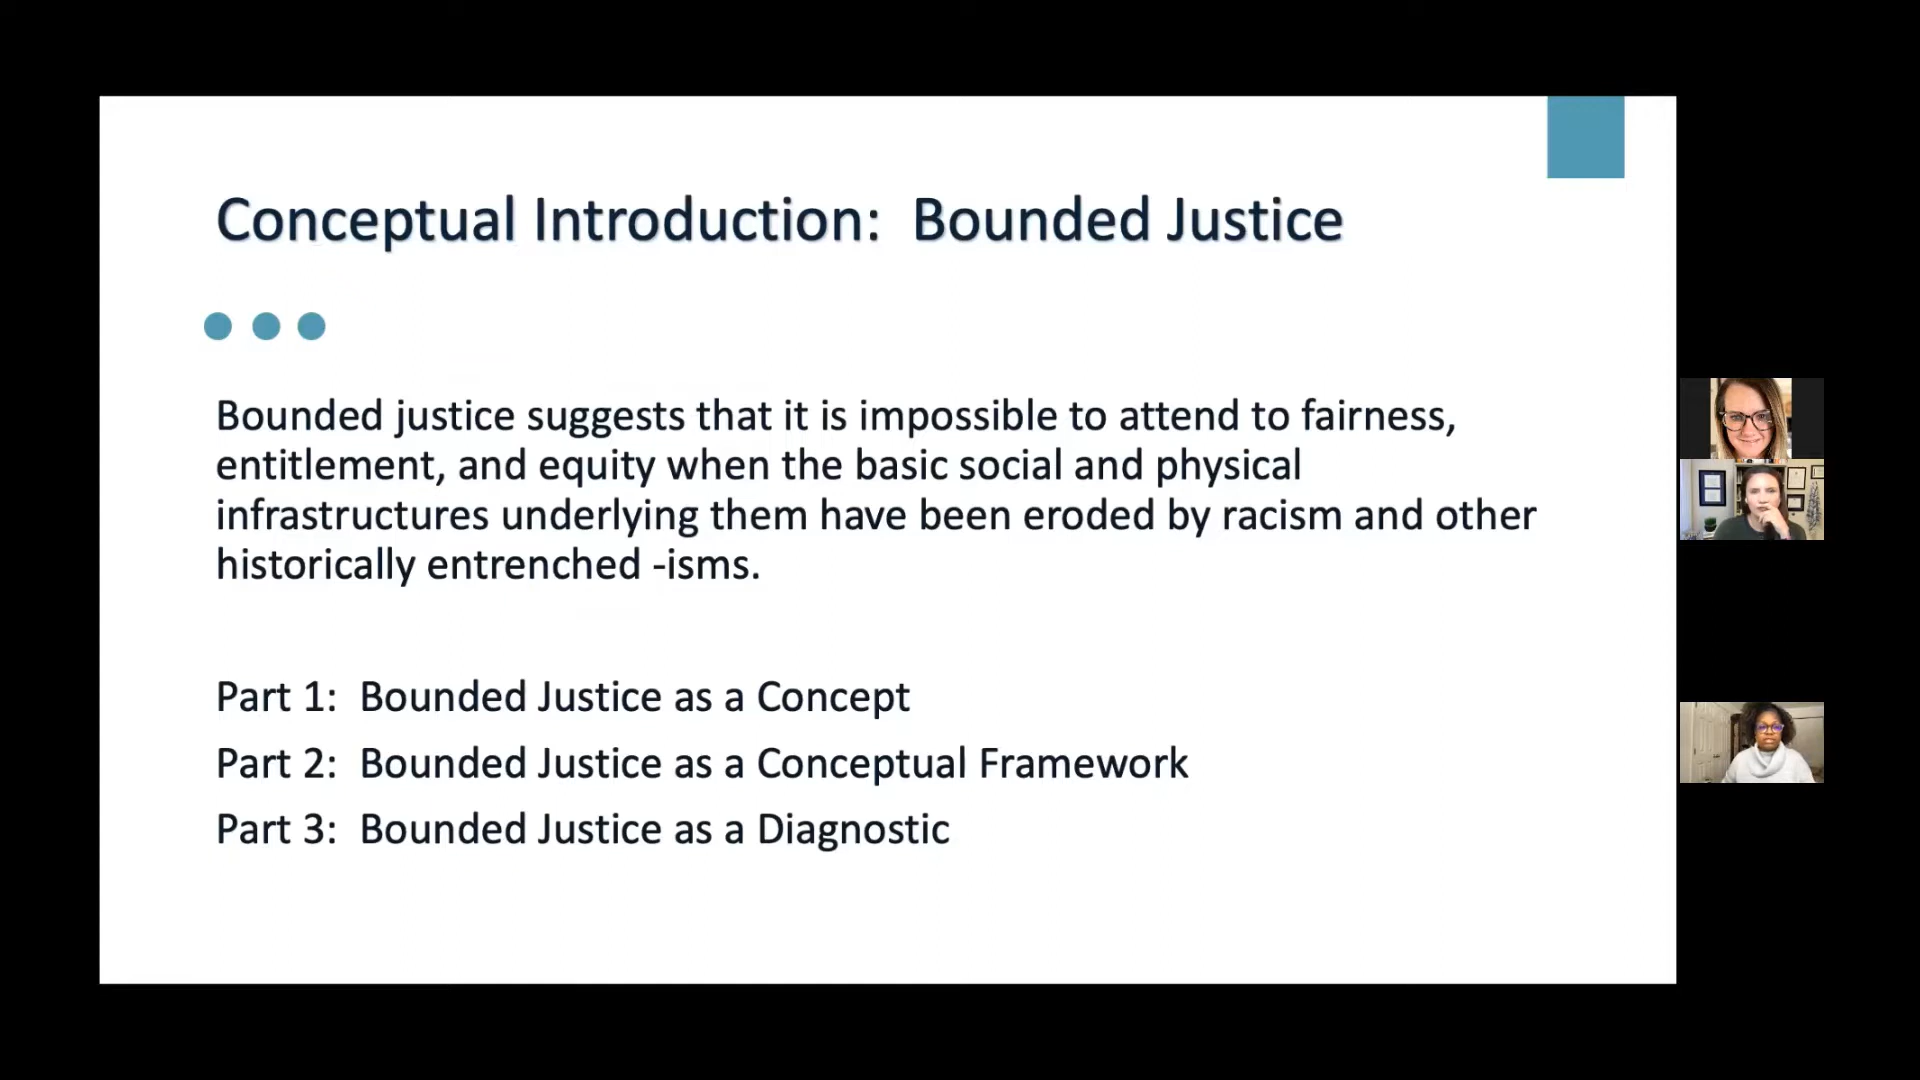 Conceptual Introduction: Bounded Justice
Bounded justice suggests that it is impossible to attend to fairness,
entitlement, and equity when the basic social and physical
infrastructures underlying them have been eroded by racism and other
historically entrenched -isms.
Part 1: Bounded Justice as a Concept
Part 2: Bounded Justice as a Conceptual Framework
Part 3: Bounded Justice as a Diagnostic